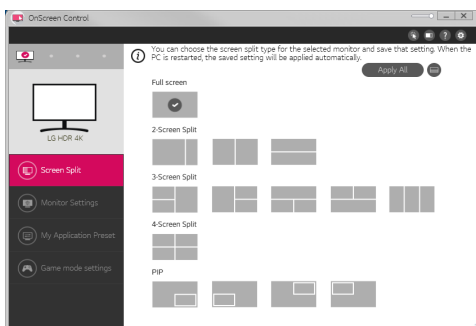 OnScreen Control
You can choose the screen split type for the selected monitor and save that setting. When the
PC is restarted, the saved setting will be applied automatically.
Apply All
LG HDR 4K
Screen Split
Monitor Settings
My Application Preset
Game mode settings
Full screen
2-Screen Split
3-Screen Split
4-Screen Split
PIP